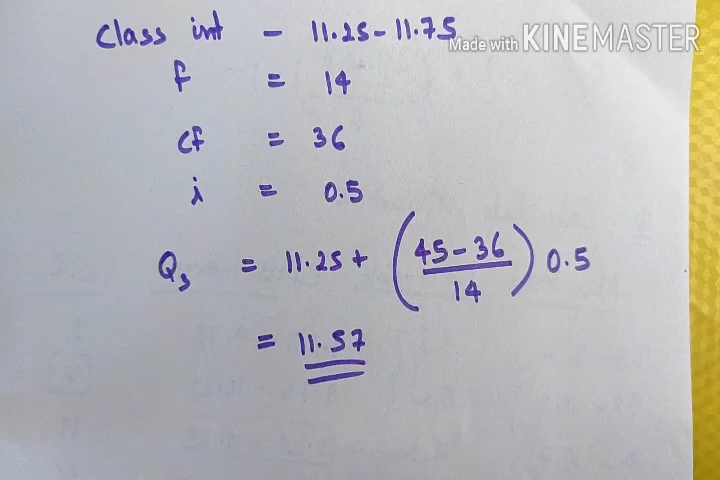 Class int - 11.25-11.75
Made with KINEMASTER
f = 14
cf = 36
i = 0.5
Q3 = 11.25 + (45-36/14) 0.5
= 11.57